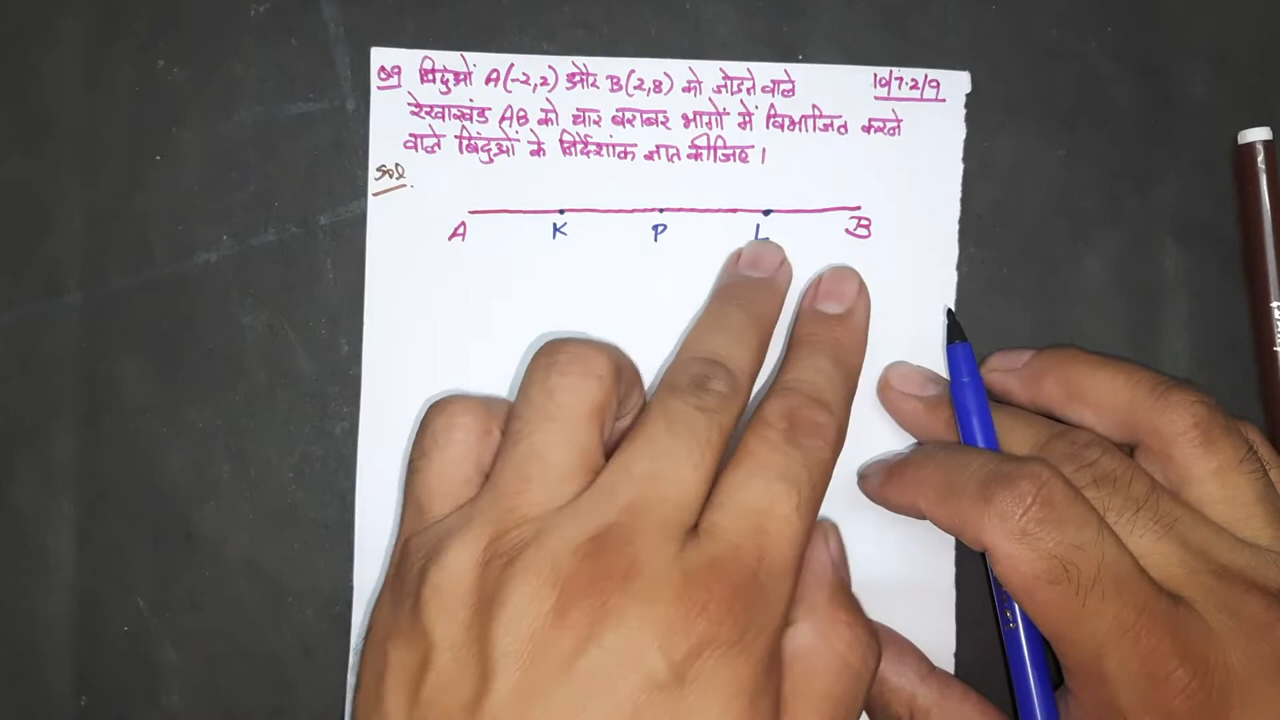 Q9 बिंदुओं A(-2,2) और B(2,8) को जोड़ने वाले 10/7.2/9
रेखाखंड AB को चार बराबर भागों में विभाजित करने
वाले बिंदुओं के निर्देशांक ज्ञात कीजिए।
Sol.
A K P L B